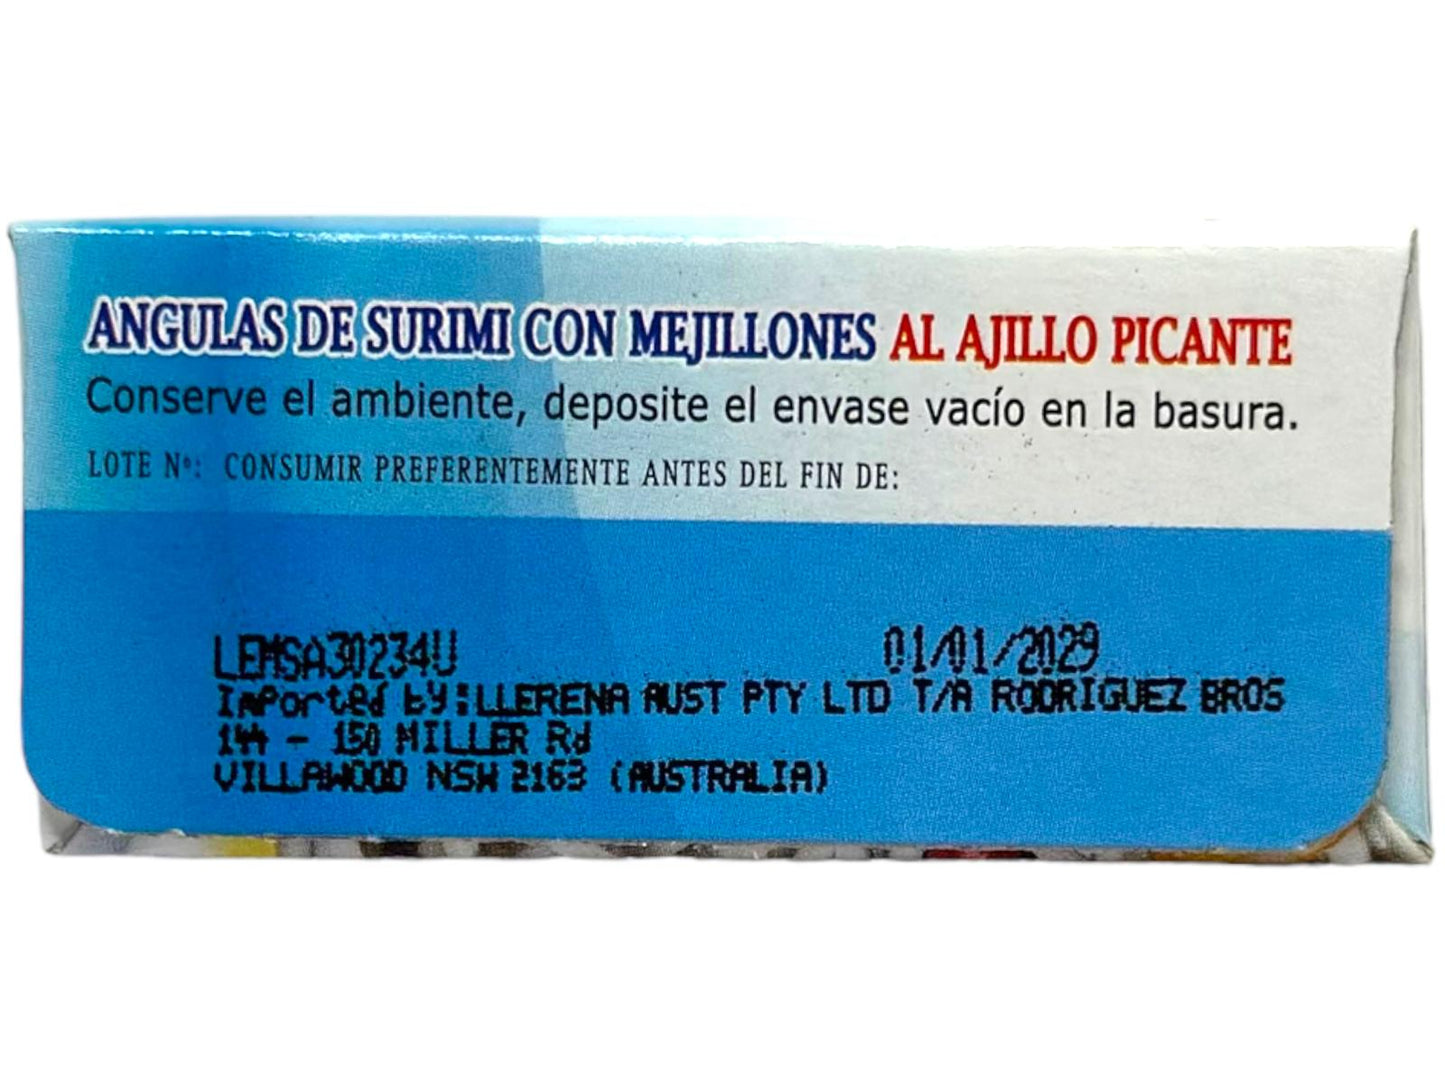 ANGULAS DE SURIMI CON MEJILLONES AL AJILLO PICANTE
Conserve el ambiente, deposite el envase vacío en la basura.
LOTE Nº: CONSUMIR PREFERENTEMENTE ANTES DEL FIN DE:
LEMSA30234U 01/01/2029
Imported by:LLERENA AUST PTY LTD T/A RODRIGUEZ BROS
144 - 150 MILLER Rd
VILLAWOOD NSW 2163 (AUSTRALIA)